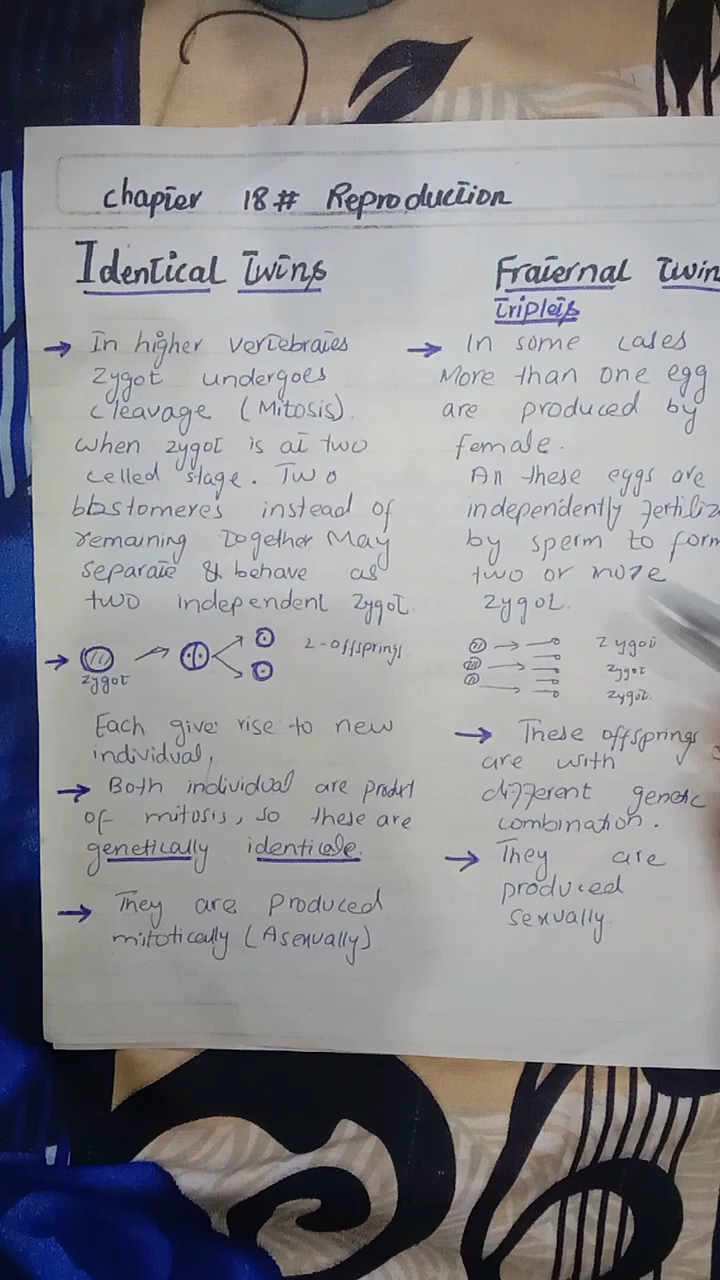 chapter 18# Reproduction
Identical Twins
→ In higher vertebrates
Zygot undergoes
cleavage (Mitosis).
when zygot is at two
celled stage. Two
blastomeres instead of
remaining together May
separate & behave as
two independent zygot.
→ zygot 2-offsprings
Each give rise to new
individual,
→ Both individual are
of mitosis, so these are
genetically identicale.
→ They are produced
mitotically (Asexually)
Fraternal Twin
Triplets
→ In some cases
More than one egg
are produced by
female.
All these eggs are
independently fertiliz
by sperm to form
two or more
zygot.
Zygot
Zygot
Zygot.
→ These offsprings
are with
different genetic
combination.
→ They are
produced
sexually.